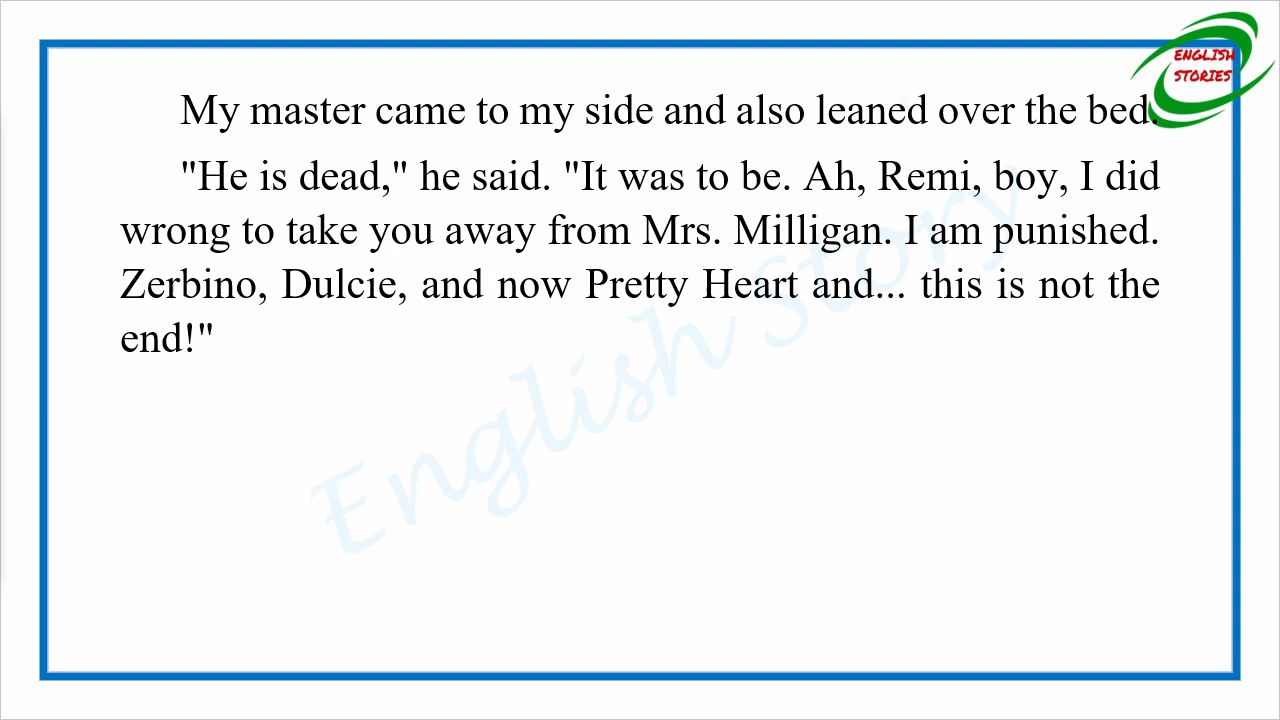 ENGLISH
STORIES
My master came to my side and also leaned over the bed.
"He is dead," he said. "It was to be. Ah, Remi, boy, I did
wrong to take you away from Mrs. Milligan. I am punished.
Zerbino, Dulcie, and now Pretty Heart and... this is not the
end!"
English Story